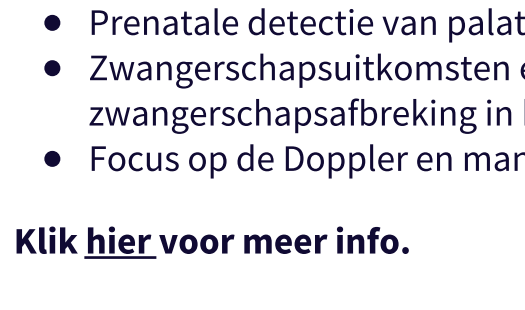 ● Prenatale detectie van palat
● Zwangerschapsuitkomsten e
zwangerschapsafbreking in
● Focus op de Doppler en mar
Klik hier voor meer info.